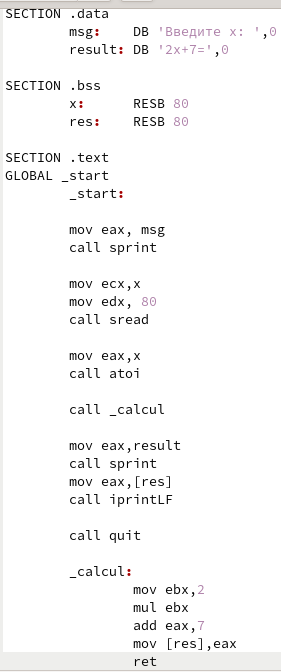 SECTION .data
msg: DB 'Введите x: ',0
result: DB '2x+7=',0
SECTION .bss
x: RESB 80
res: RESB 80
SECTION .text
GLOBAL _start
_start:
mov eax, msg
call sprint
mov ecx,x
mov edx, 80
call sread
mov eax,x
call atoi
call _calcul
mov eax,result
call sprint
mov eax,[res]
call iprintLF
call quit
_calcul:
mov ebx,2
mul ebx
add eax,7
mov [res],eax
ret